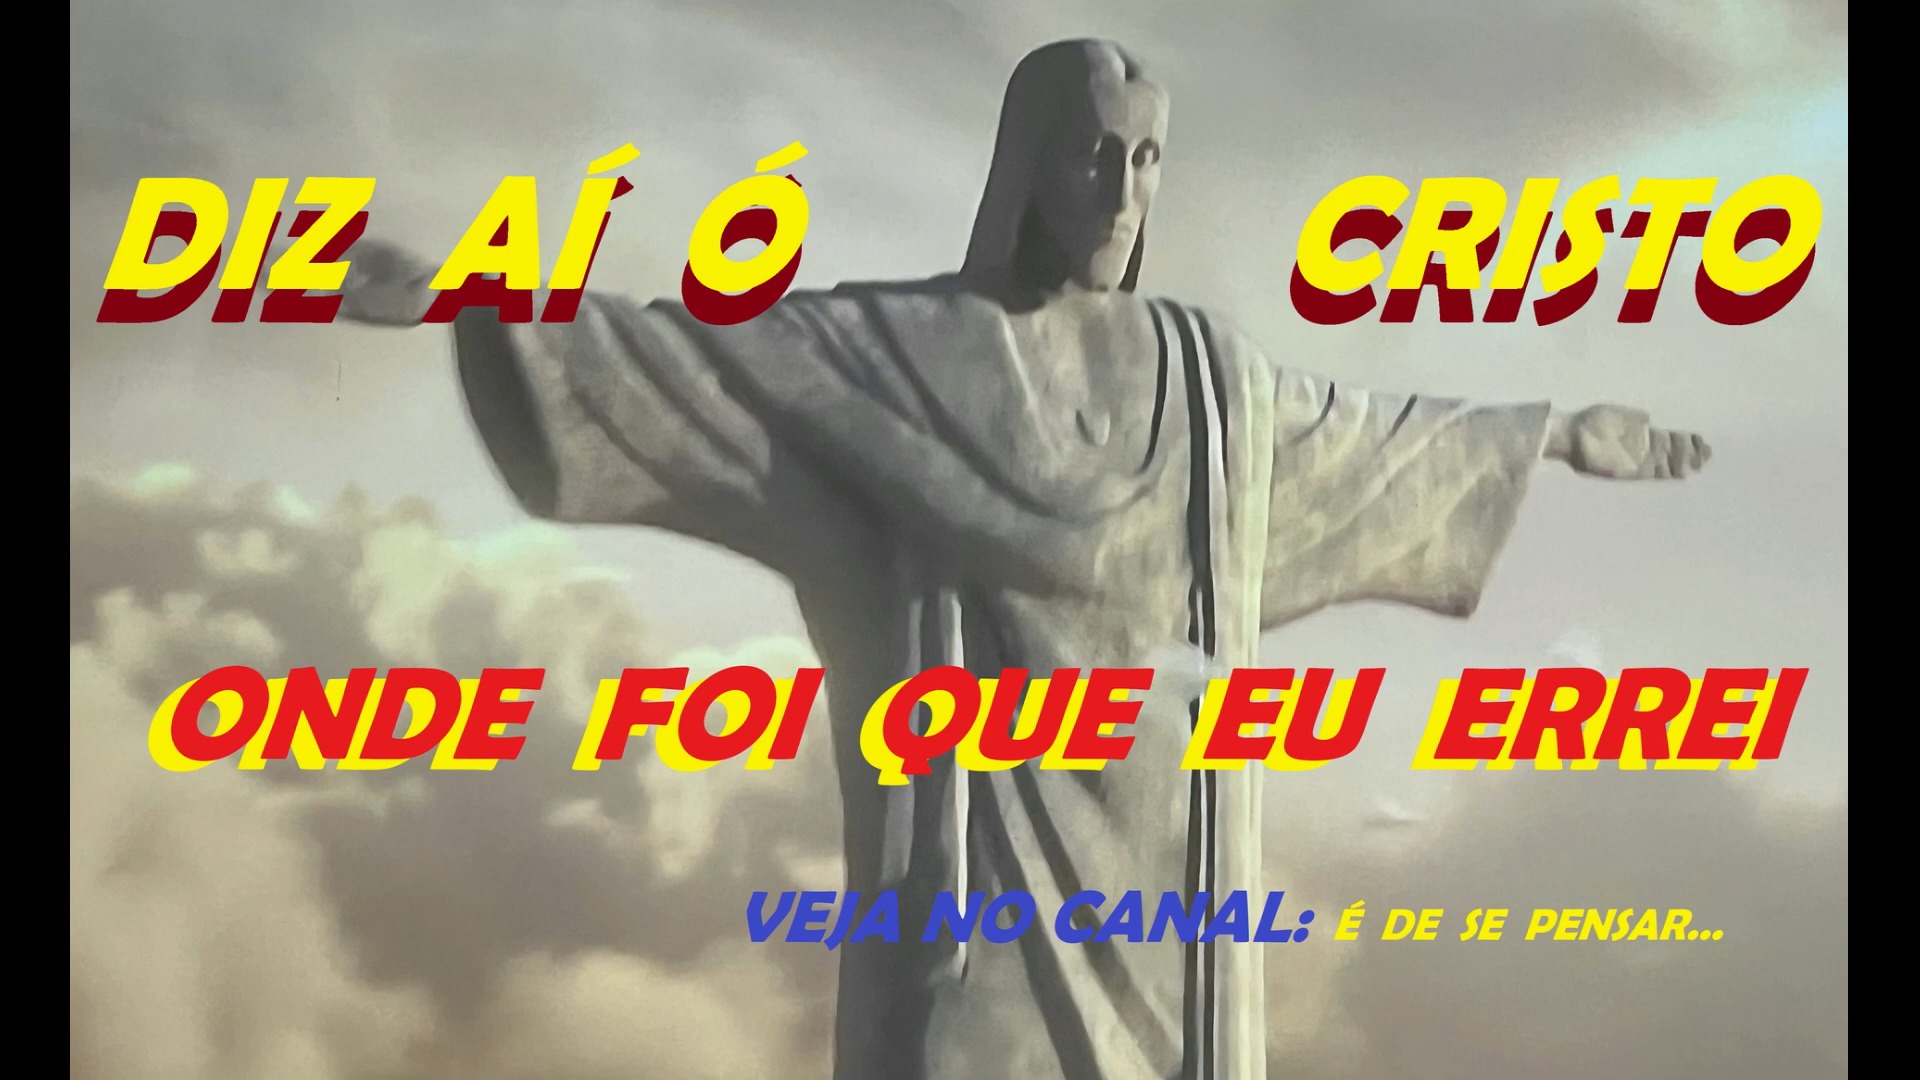 DIZ AÍ Ó CRISTO
ONDE FOI QUE EU ERREI
VEJA NO CANAL: É DE SE PENSAR...